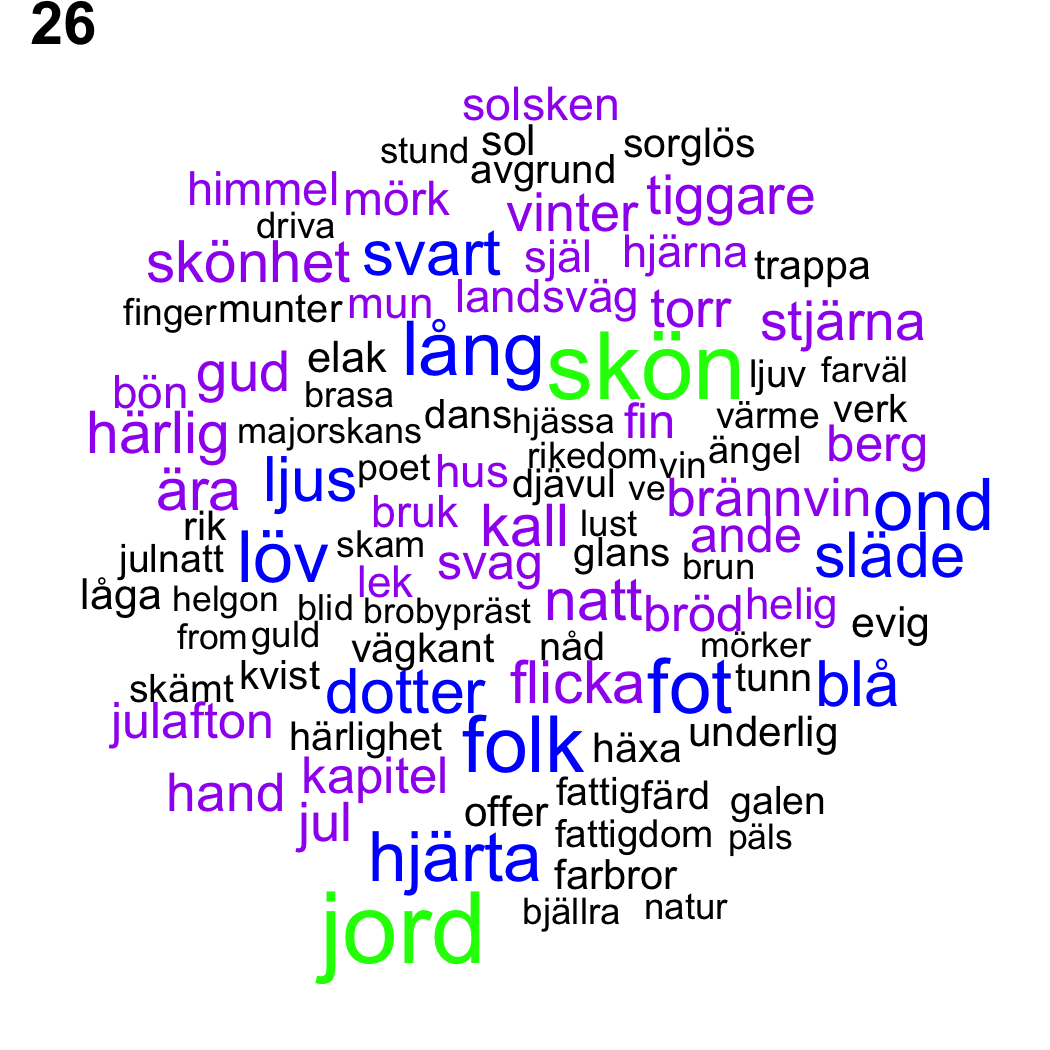 26
solsken
stund sol sorglös
avgrund
himmel mörk vinter tiggare
driva
skönhet svart själ hjärna trappa
finger munter mun landsväg torr stjärna
gud elak lång skön ljuv farväl
bön brasa
härlig majorskans dans hjässa fin värme verk
rikedom vin ängel berg
ära ljus poet hus djävul ve brännvin ond
rik bruk kall lust ande
julnatt löv skam svag glans brun släde
låga helgon lek
blid brobypräst natt bröd helig evig
from guld vägkant nåd mörker
skämt kvist dotter flicka fot tunn blå
julafton härlighet folk häxa underlig
hand kapitel
jul offer fattig färd galen
hjärta fattigdom päls
farbror
jord bjällra natur